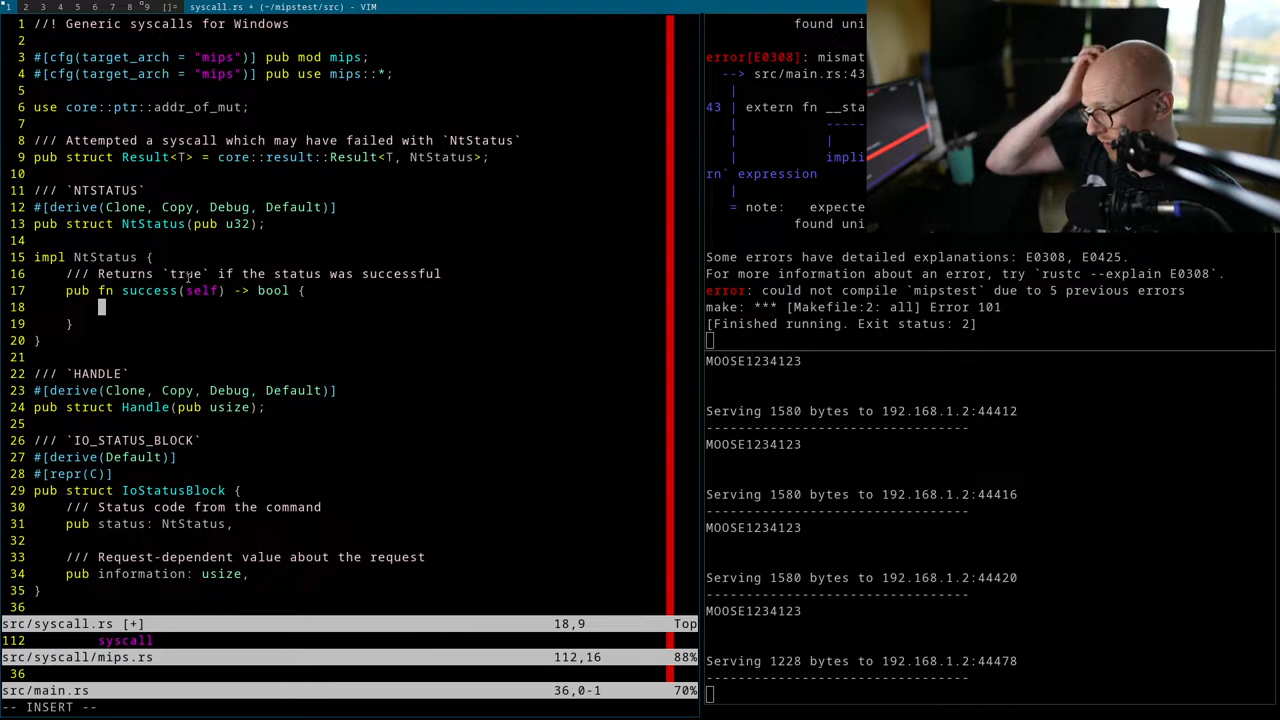 1 2 3 4 5 6 7 8 9 []= syscall.rs + (~/mipstest/src) - VIM
1 //! Generic syscalls for Windows
2
3 #[cfg(target_arch = "mips")] pub mod mips;
4 #[cfg(target_arch = "mips")] pub use mips::*;
5
6 use core::ptr::addr_of_mut;
7
8 /// Attempted a syscall which may have failed with `NtStatus`
9 pub struct Result<T> = core::result::Result<T, NtStatus>;
10
11 /// `NTSTATUS`
12 #[derive(Clone, Copy, Debug, Default)]
13 pub struct NtStatus(pub u32);
14
15 impl NtStatus {
16 /// Returns `true` if the status was successful
17 pub fn success(self) -> bool {
18
19 }
20 }
21
22 /// `HANDLE`
23 #[derive(Clone, Copy, Debug, Default)]
24 pub struct Handle(pub usize);
25
26 /// `IO_STATUS_BLOCK`
27 #[derive(Default)]
28 #[repr(C)]
29 pub struct IoStatusBlock {
30 /// Status code from the command
31 pub status: NtStatus,
32
33 /// Request-dependent value about the request
34 pub information: usize,
35 }
36
src/syscall.rs [+] 18,9 Top
112 syscall
src/syscall/mips.rs 112,16 88%
36
src/main.rs 36,0-1 70%
-- INSERT --
found uni
error[E0308]: mismat
--> src/main.rs:43
|
43 | extern fn __sta
| ----
| |
| impli
rn` expression
|
= note: expecte
found uni
Some errors have detailed explanations: E0308, E0425.
For more information about an error, try `rustc --explain E0308`.
error: could not compile `mipstest` due to 5 previous errors
make: *** [Makefile:2: all] Error 101
[Finished running. Exit status: 2]
MOOSE1234123
Serving 1580 bytes to 192.168.1.2:44412
---------------------------------
MOOSE1234123
Serving 1580 bytes to 192.168.1.2:44416
---------------------------------
MOOSE1234123
Serving 1580 bytes to 192.168.1.2:44420
---------------------------------
MOOSE1234123
Serving 1228 bytes to 192.168.1.2:44478
---------------------------------